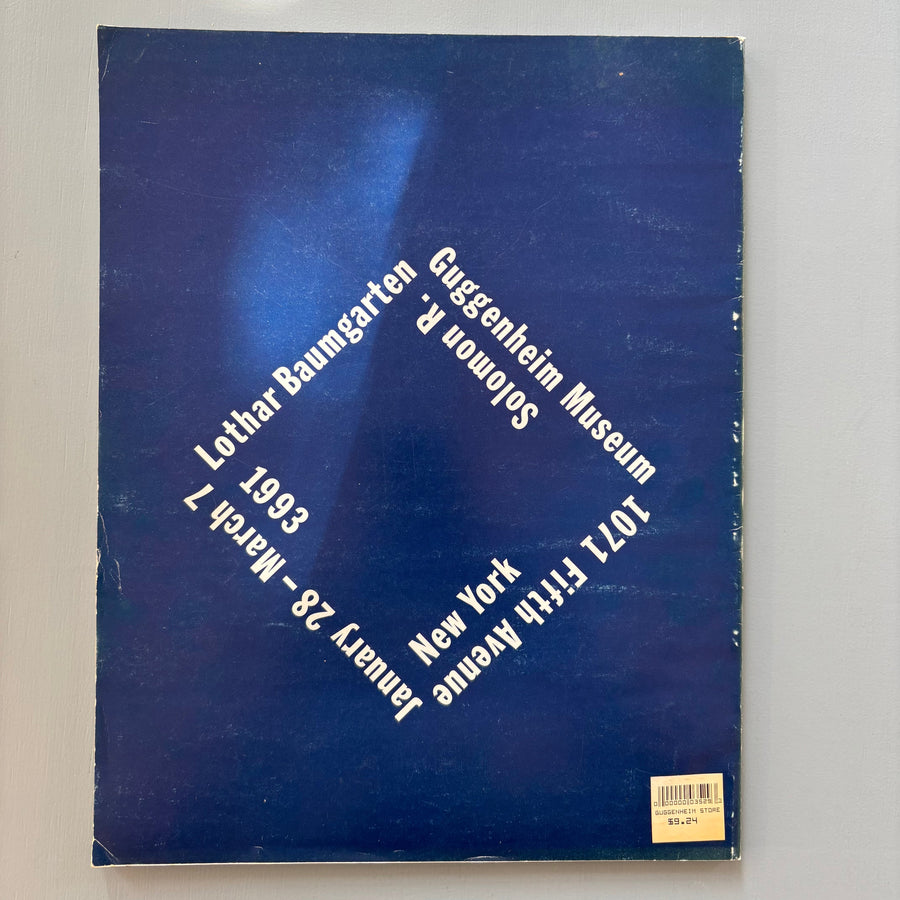 Lothar Baumgarten
Solomon R.
Guggenheim Museum
1071 Fifth Avenue
New York
January 28 – March 7
1993
GUGGENHEIM STORE
$9.24